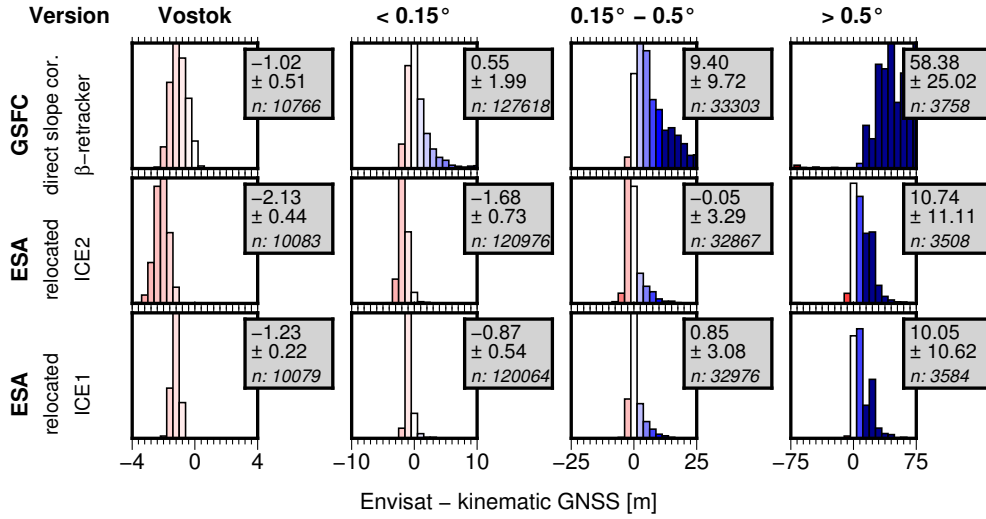 Version Vostok < 0.15° 0.15° − 0.5° > 0.5°
GSFC
direct slope cor.
β−retracker
−1.02
± 0.51
n: 10766
0.55
± 1.99
n: 127618
9.40
± 9.72
n: 33303
58.38
± 25.02
n: 3758
ESA
relocated
ICE2
−2.13
± 0.44
n: 10083
−1.68
± 0.73
n: 120976
−0.05
± 3.29
n: 32867
10.74
± 11.11
n: 3508
ESA
relocated
ICE1
−1.23
± 0.22
n: 10079
−0.87
± 0.54
n: 120064
0.85
± 3.08
n: 32976
10.05
± 10.62
n: 3584
−4 0 4 −10 0 10 −25 0 25 −75 0 75
Envisat − kinematic GNSS [m]